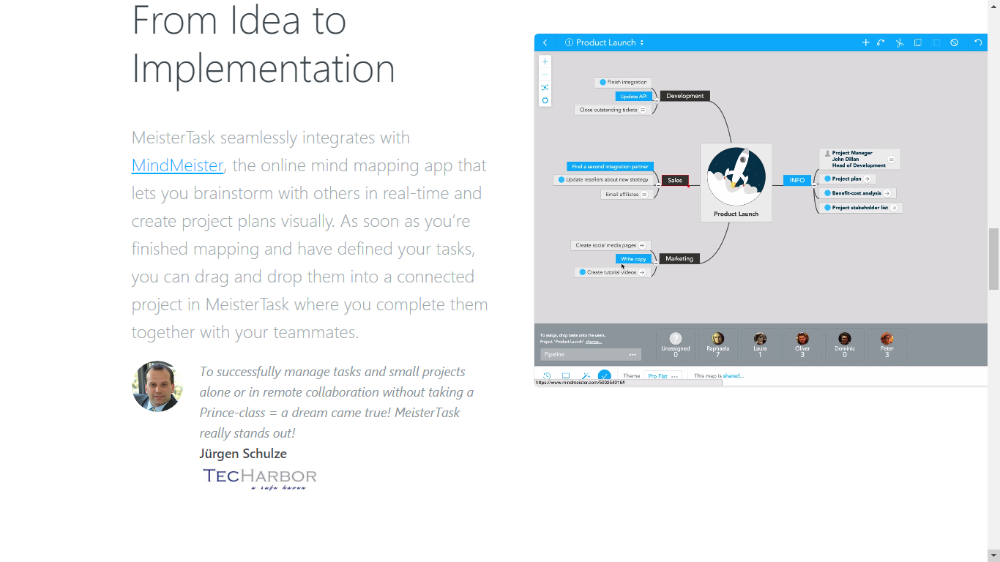 From Idea to
Implementation
MeisterTask seamlessly integrates with
MindMeister, the online mind mapping app that
lets you brainstorm with others in real-time and
create project plans visually. As soon as you’re
finished mapping and have defined your tasks,
you can drag and drop them into a connected
project in MeisterTask where you complete them
together with your teammates.
To successfully manage tasks and small projects
alone or in remote collaboration without taking a
Prince-class = a dream came true! MeisterTask
really stands out!
Jürgen Schulze
TECHARBOR
a safe haven
Product Launch
Finish integration
Update API
Close outstanding tickets
Development
Find a second integration partner
Update resellers about new strategy
Email affiliates
Sales
Product Launch
INFO
Project Manager
John Dillan
Head of Development
Project plan
Benefit-cost analysis
Project stakeholder list
Create social media pages
Write copy
Create tutorial videos
Marketing
To assign, drop tasks onto the users.
Project "Product Launch" change...
Pipeline
Unassigned
0
Raphaela
7
Laura
1
Oliver
3
Dominic
0
Peter
3
Theme
Pro Flat
This map is shared...
https://www.mindmeister.com/500254016#